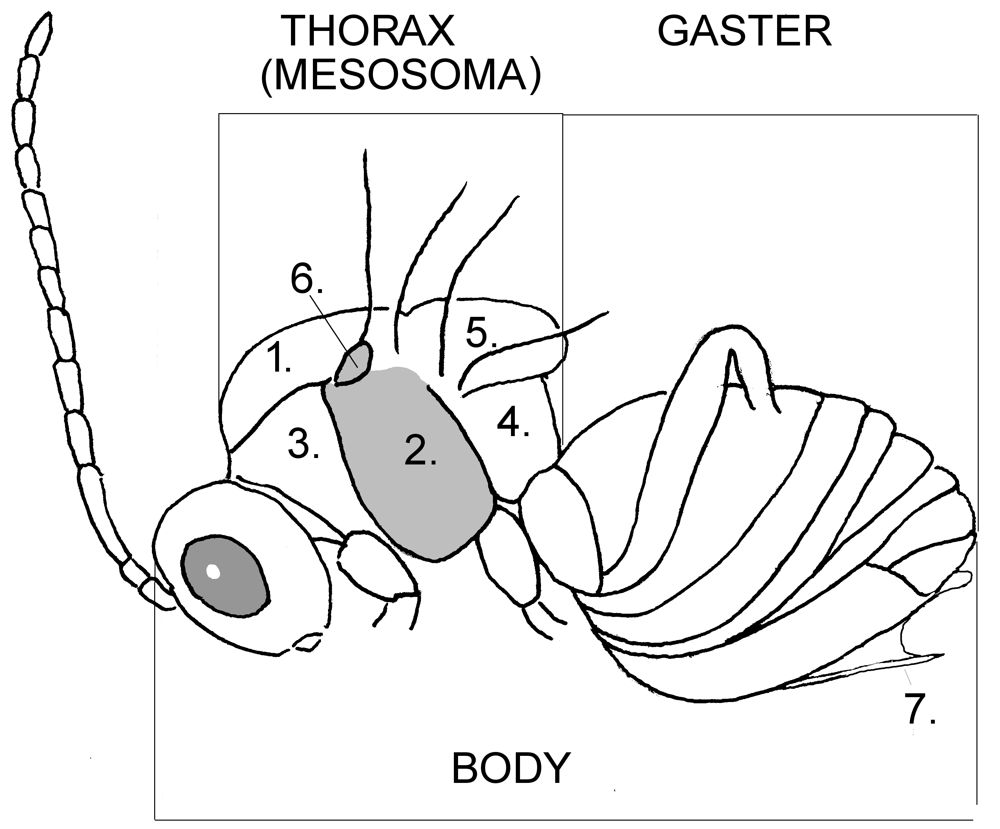 THORAX
(MESOSOMA)
GASTER
6.
5.
1.
4.
3.
2.
7.
BODY